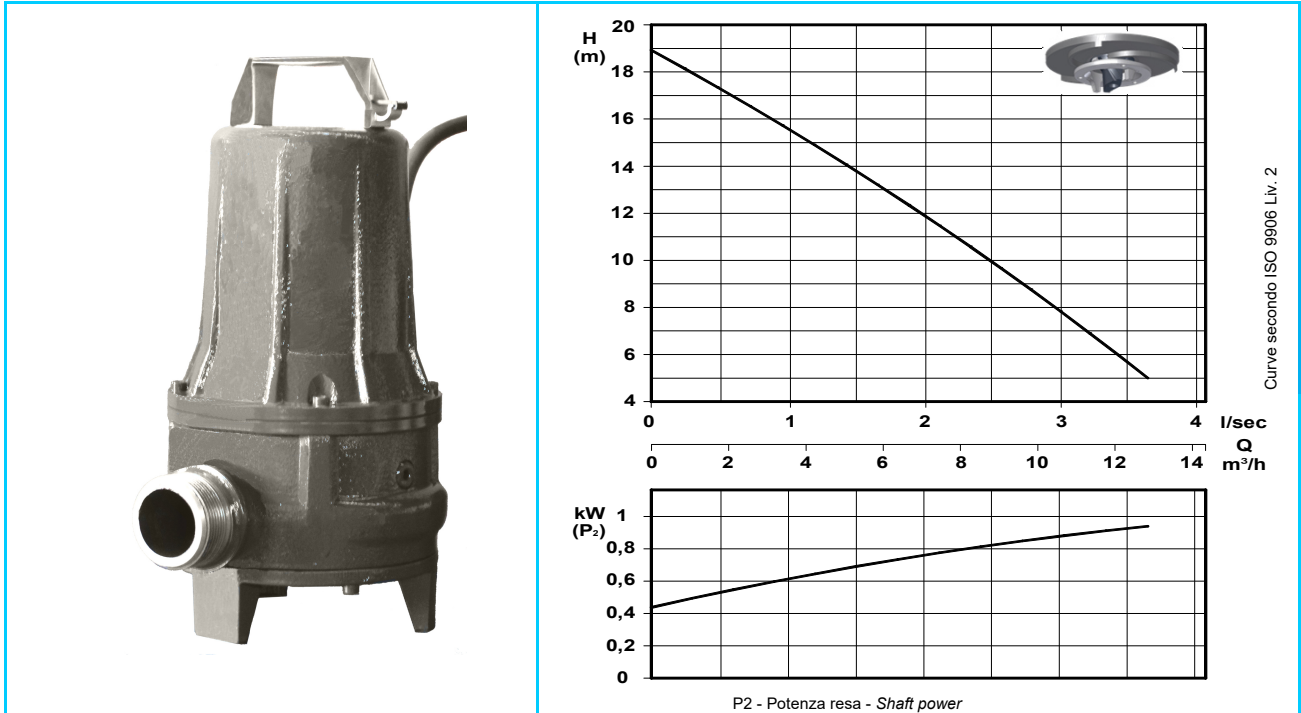 H
(m)
20
18
16
14
12
10
8
6
4
0 1 2 3 4 l/sec
0 2 4 6 8 10 12 14
Q
m³/h
Curve secondo ISO 9906 Liv. 2
kW
(P₂)
1
0,8
0,6
0,4
0,2
0
P2 - Potenza resa - Shaft power